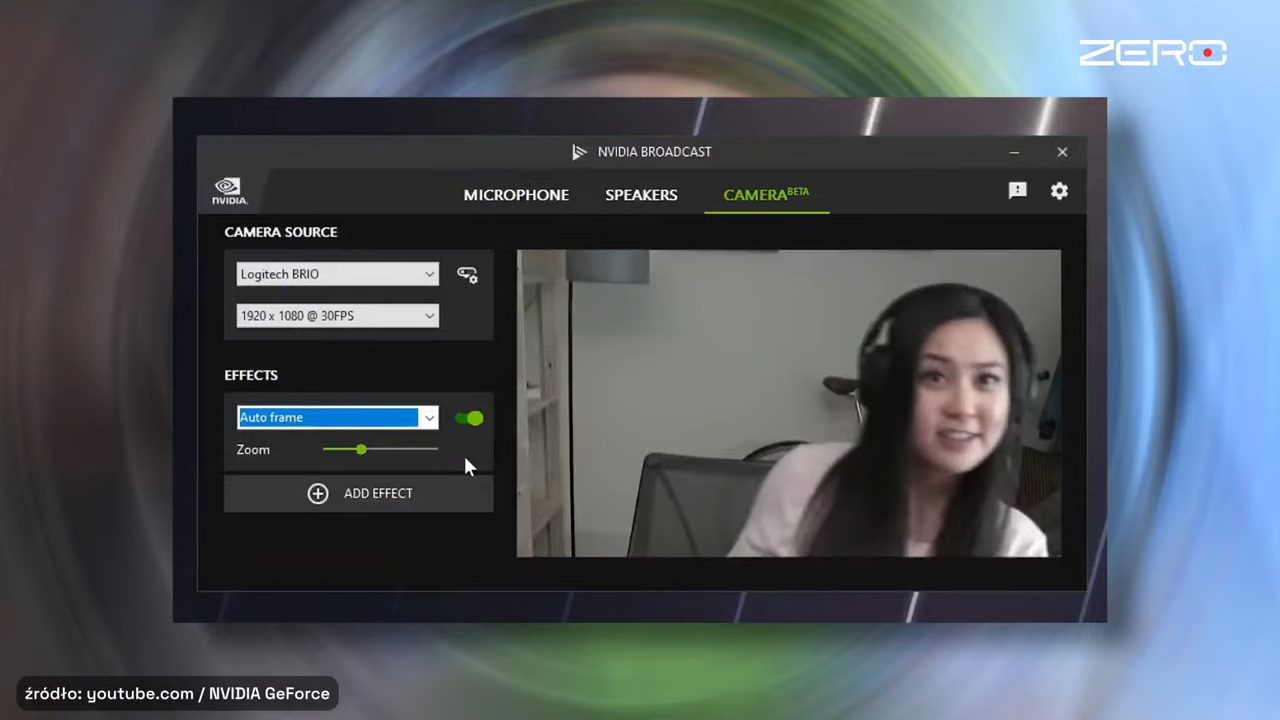 ZERO
NVIDIA BROADCAST
NVIDIA.
MICROPHONE
SPEAKERS
CAMERA BETA
CAMERA SOURCE
Logitech BRIO
1920 x 1080 @ 30FPS
EFFECTS
Auto frame
Zoom
ADD EFFECT
źródło: youtube.com / NVIDIA GeForce